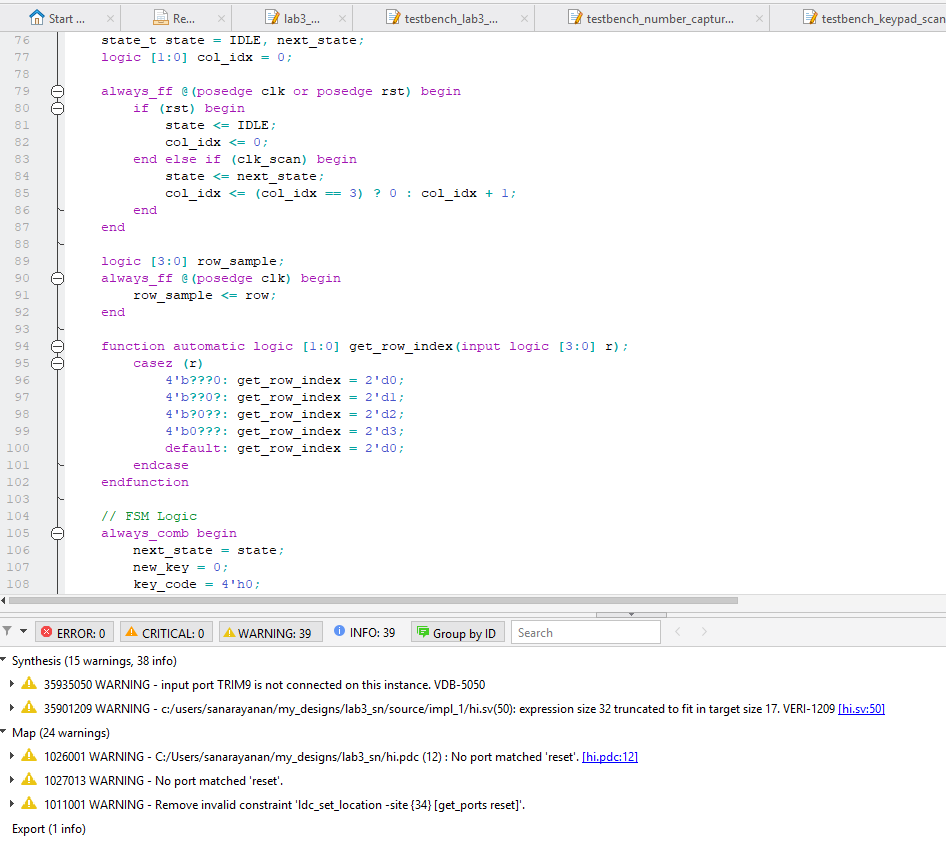 Start ...
Re...
lab3_...
testbench_lab3_...
testbench_number_captur...
testbench_keypad_scan
76 state_t state = IDLE, next_state;
77 logic [1:0] col_idx = 0;
78
79 always_ff @(posedge clk or posedge rst) begin
80 if (rst) begin
81 state <= IDLE;
82 col_idx <= 0;
83 end else if (clk_scan) begin
84 state <= next_state;
85 col_idx <= (col_idx == 3) ? 0 : col_idx + 1;
86 end
87 end
88
89 logic [3:0] row_sample;
90 always_ff @(posedge clk) begin
91 row_sample <= row;
92 end
93
94 function automatic logic [1:0] get_row_index(input logic [3:0] r);
95 casez (r)
96 4'b???0: get_row_index = 2'd0;
97 4'b??0?: get_row_index = 2'd1;
98 4'b?0??: get_row_index = 2'd2;
99 4'b0???: get_row_index = 2'd3;
100 default: get_row_index = 2'd0;
101 endcase
102 endfunction
103
104 // FSM Logic
105 always_comb begin
106 next_state = state;
107 new_key = 0;
108 key_code = 4'h0;
ERROR: 0 CRITICAL: 0 WARNING: 39 INFO: 39 Group by ID Search
Synthesis (15 warnings, 38 info)
35935050 WARNING - input port TRIM9 is not connected on this instance. VDB-5050
35901209 WARNING - c:/users/sanarayanan/my_designs/lab3_sn/source/impl_1/hi.sv(50): expression size 32 truncated to fit in target size 17. VERI-1209 [hi.sv:50]
Map (24 warnings)
1026001 WARNING - C:/Users/sanarayanan/my_designs/lab3_sn/hi.pdc (12) : No port matched 'reset'. [hi.pdc:12]
1027013 WARNING - No port matched 'reset'.
1011001 WARNING - Remove invalid constraint 'ldc_set_location -site {34} [get_ports reset]'.
Export (1 info)